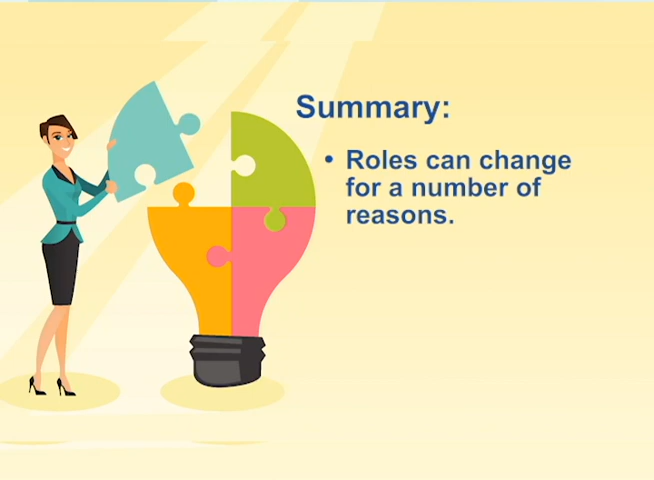 Summary:
• Roles can change
for a number of
reasons.